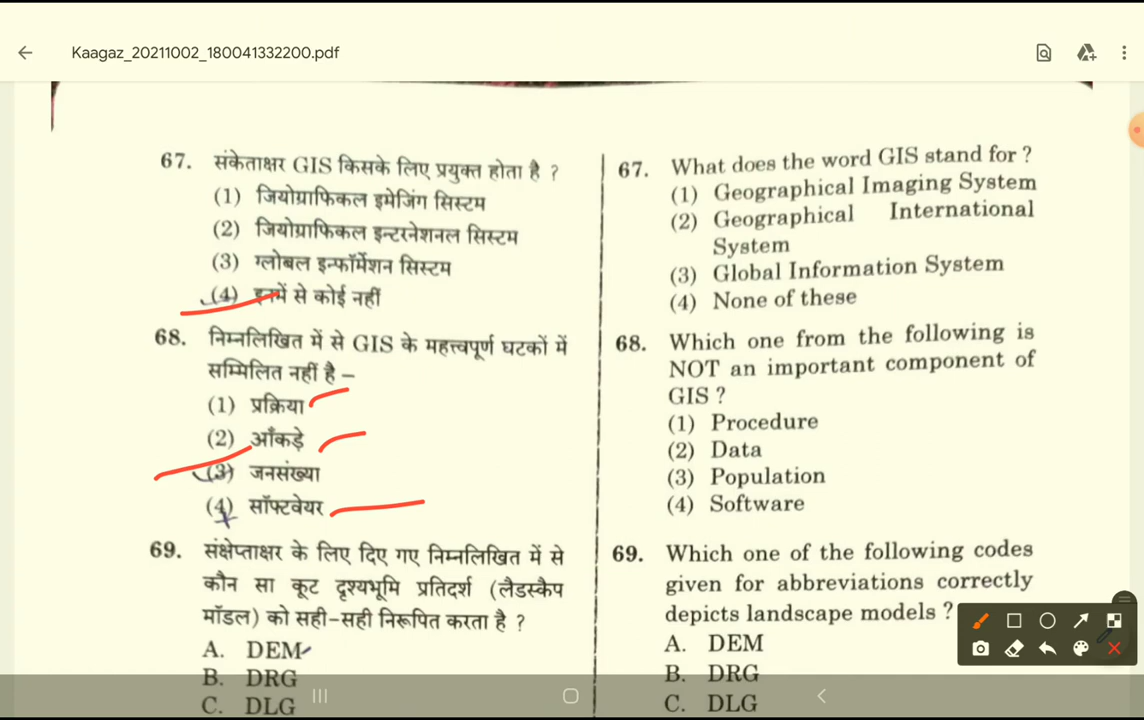 Kaagaz_20211002_180041332200.pdf
67. संकेताक्षर GIS किसके लिए प्रयुक्त होता है ?
(1) जियोग्राफिकल इमेजिंग सिस्टम
(2) जियोग्राफिकल इन्टरनेशनल सिस्टम
(3) ग्लोबल इन्फॉर्मेशन सिस्टम
(4) इनमें से कोई नहीं
68. निम्नलिखित में से GIS के महत्त्वपूर्ण घटकों में
सम्मिलित नहीं है –
(1) प्रक्रिया
(2) आँकड़े
(3) जनसंख्या
(4) सॉफ्टवेयर
69. संक्षेप्ताक्षर के लिए दिए गए निम्नलिखित में से
कौन सा कूट दृश्यभूमि प्रतिदर्श (लैडस्कैप
मॉडल) को सही-सही निरूपित करता है ?
A. DEM
B. DRG
C. DLG
67. What does the word GIS stand for ?
(1) Geographical Imaging System
(2) Geographical International
System
(3) Global Information System
(4) None of these
68. Which one from the following is
NOT an important component of
GIS ?
(1) Procedure
(2) Data
(3) Population
(4) Software
69. Which one of the following codes
given for abbreviations correctly
depicts landscape models ?
A. DEM
B. DRG
C. DLG